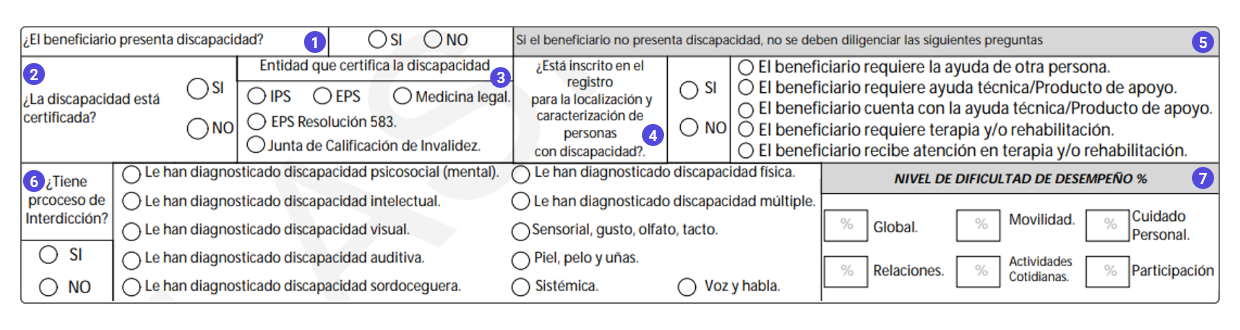 ¿El beneficiario presenta discapacidad?
1
SI
NO
Si el beneficiario no presenta discapacidad, no se deben diligenciar las siguientes preguntas
5
2
¿La discapacidad está
certificada?
SI
NO
Entidad que certifica la discapacidad
3
IPS
EPS
Medicina legal.
EPS Resolución 583.
Junta de Calificación de Invalidez.
¿Está inscrito en el
registro
para la localización y
caracterización de
personas
con discapacidad?.
4
SI
NO
El beneficiario requiere la ayuda de otra persona.
El beneficiario requiere ayuda técnica/Producto de apoyo.
El beneficiario cuenta con la ayuda técnica/Producto de apoyo.
El beneficiario requiere terapia y/o rehabilitación.
El beneficiario recibe atención en terapia y/o rehabilitación.
6
¿Tiene
prcoceso de
Interdicción?
SI
NO
Le han diagnosticado discapacidad psicosocial (mental).
Le han diagnosticado discapacidad intelectual.
Le han diagnosticado discapacidad visual.
Le han diagnosticado discapacidad auditiva.
Le han diagnosticado discapacidad sordoceguera.
Le han diagnosticado discapacidad física.
Le han diagnosticado discapacidad múltiple.
Sensorial, gusto, olfato, tacto.
Piel, pelo y uñas.
Sistémica.
Voz y habla.
NIVEL DE DIFICULTAD DE DESEMPEÑO %
7
% Global.
% Movilidad.
% Cuidado
Personal.
% Relaciones.
% Actividades
Cotidianas.
% Participación